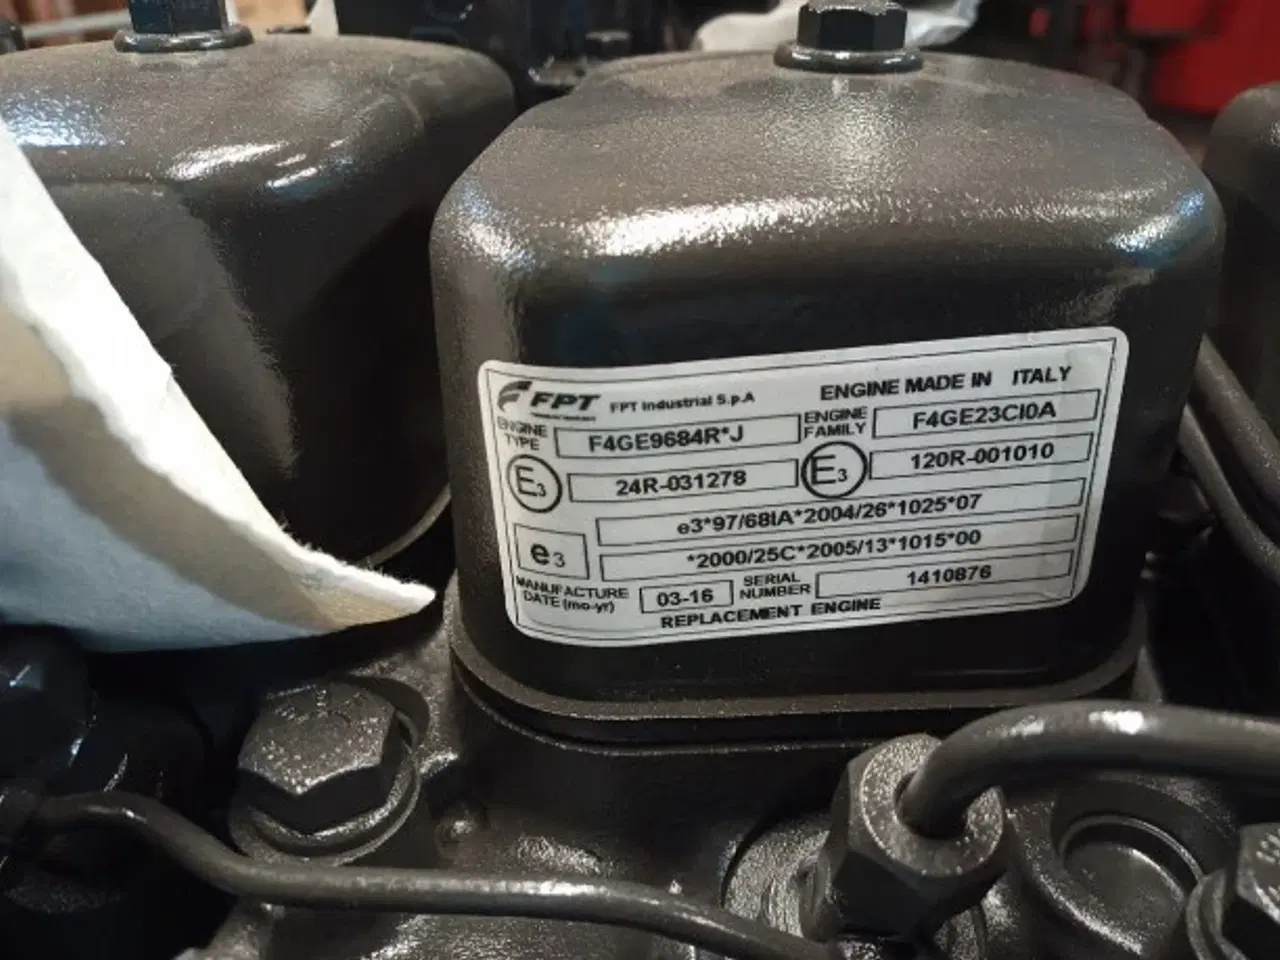 FPT FPT Industrial S.p.A ENGINE MADE IN ITALY
ENGINE TYPE F4GE9684R*J ENGINE FAMILY F4GE23CI0A
E3 24R-031278 E3 120R-001010
e3*97/68IA*2004/26*1025*07
e3 *2000/25C*2005/13*1015*00
MANUFACTURE DATE (mo-yr) 03-16 SERIAL NUMBER 1410876
REPLACEMENT ENGINE